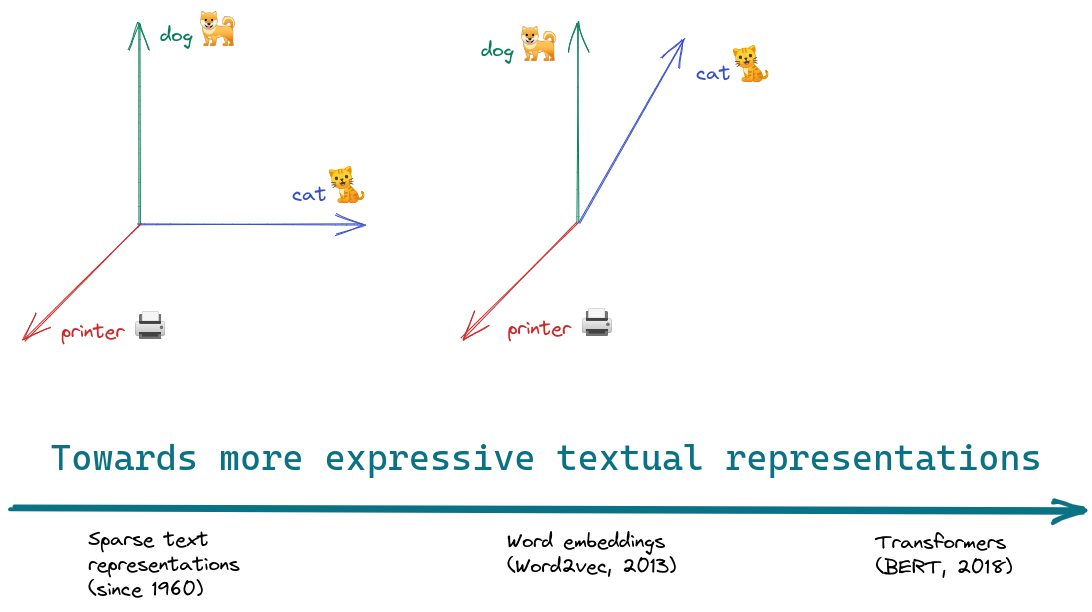 dog
cat
printer
dog
cat
printer
Towards more expressive textual representations
Sparse text
representations
(since 1960)
Word embeddings
(Word2vec, 2013)
Transformers
(BERT, 2018)